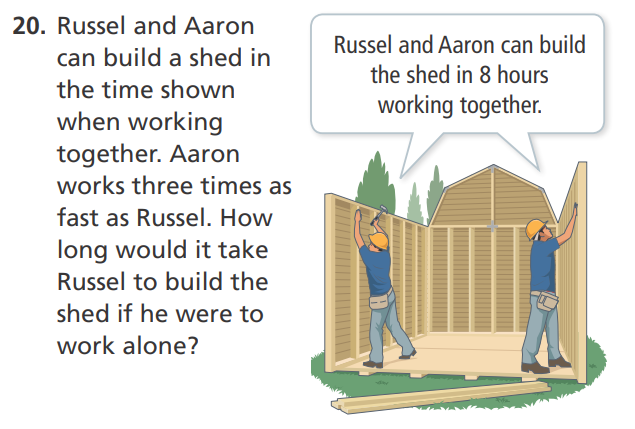 20. Russel and Aaron
can build a shed in
the time shown
when working
together. Aaron
works three times as
fast as Russel. How
long would it take
Russel to build the
shed if he were to
work alone?
Russel and Aaron can build
the shed in 8 hours
working together.